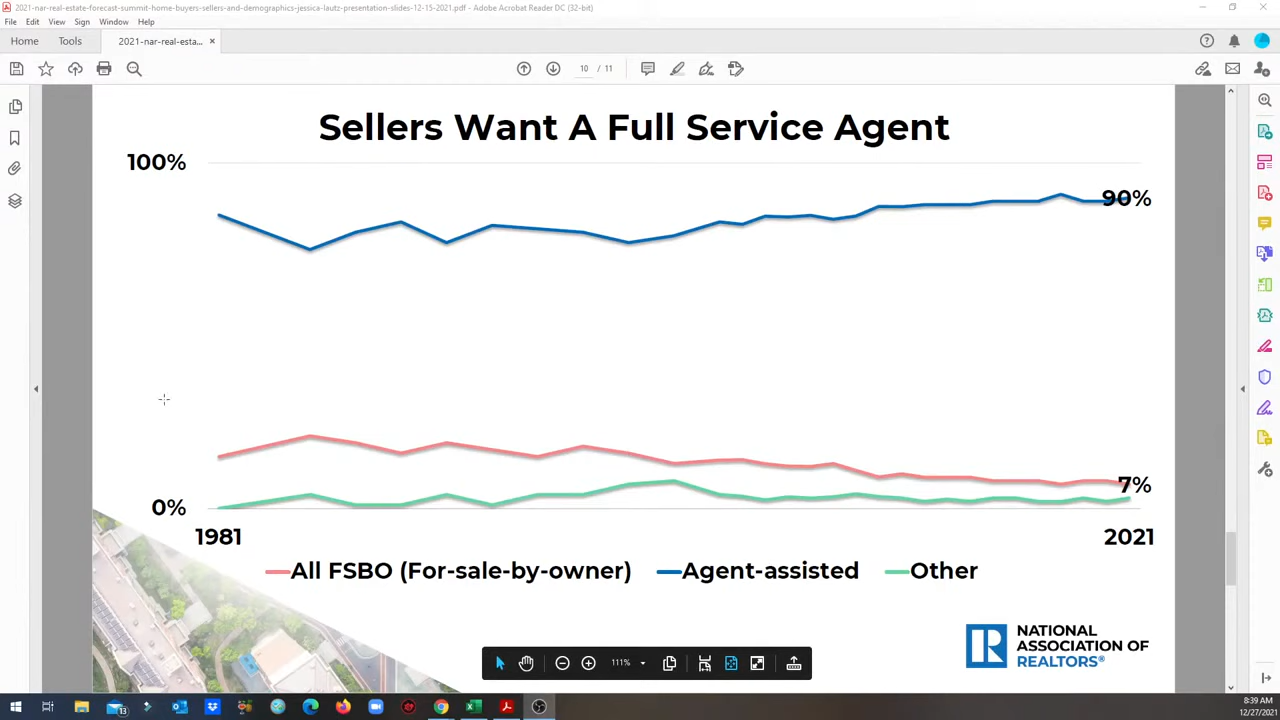 2021-nar-real-estate-forecast-summit-home-buyers-sellers-and-demographics-jessica-lautz-presentation-slides-12-15-2021.pdf - Adobe Acrobat Reader DC (32-bit)
File Edit View Sign Window Help
Home Tools 2021-nar-real-esta... ×
10 / 11
Sellers Want A Full Service Agent
100%
90%
7%
0%
1981 2021
All FSBO (For-sale-by-owner) Agent-assisted Other
NATIONAL
ASSOCIATION OF
REALTORS®
111%
13
8:39 AM
12/27/2021